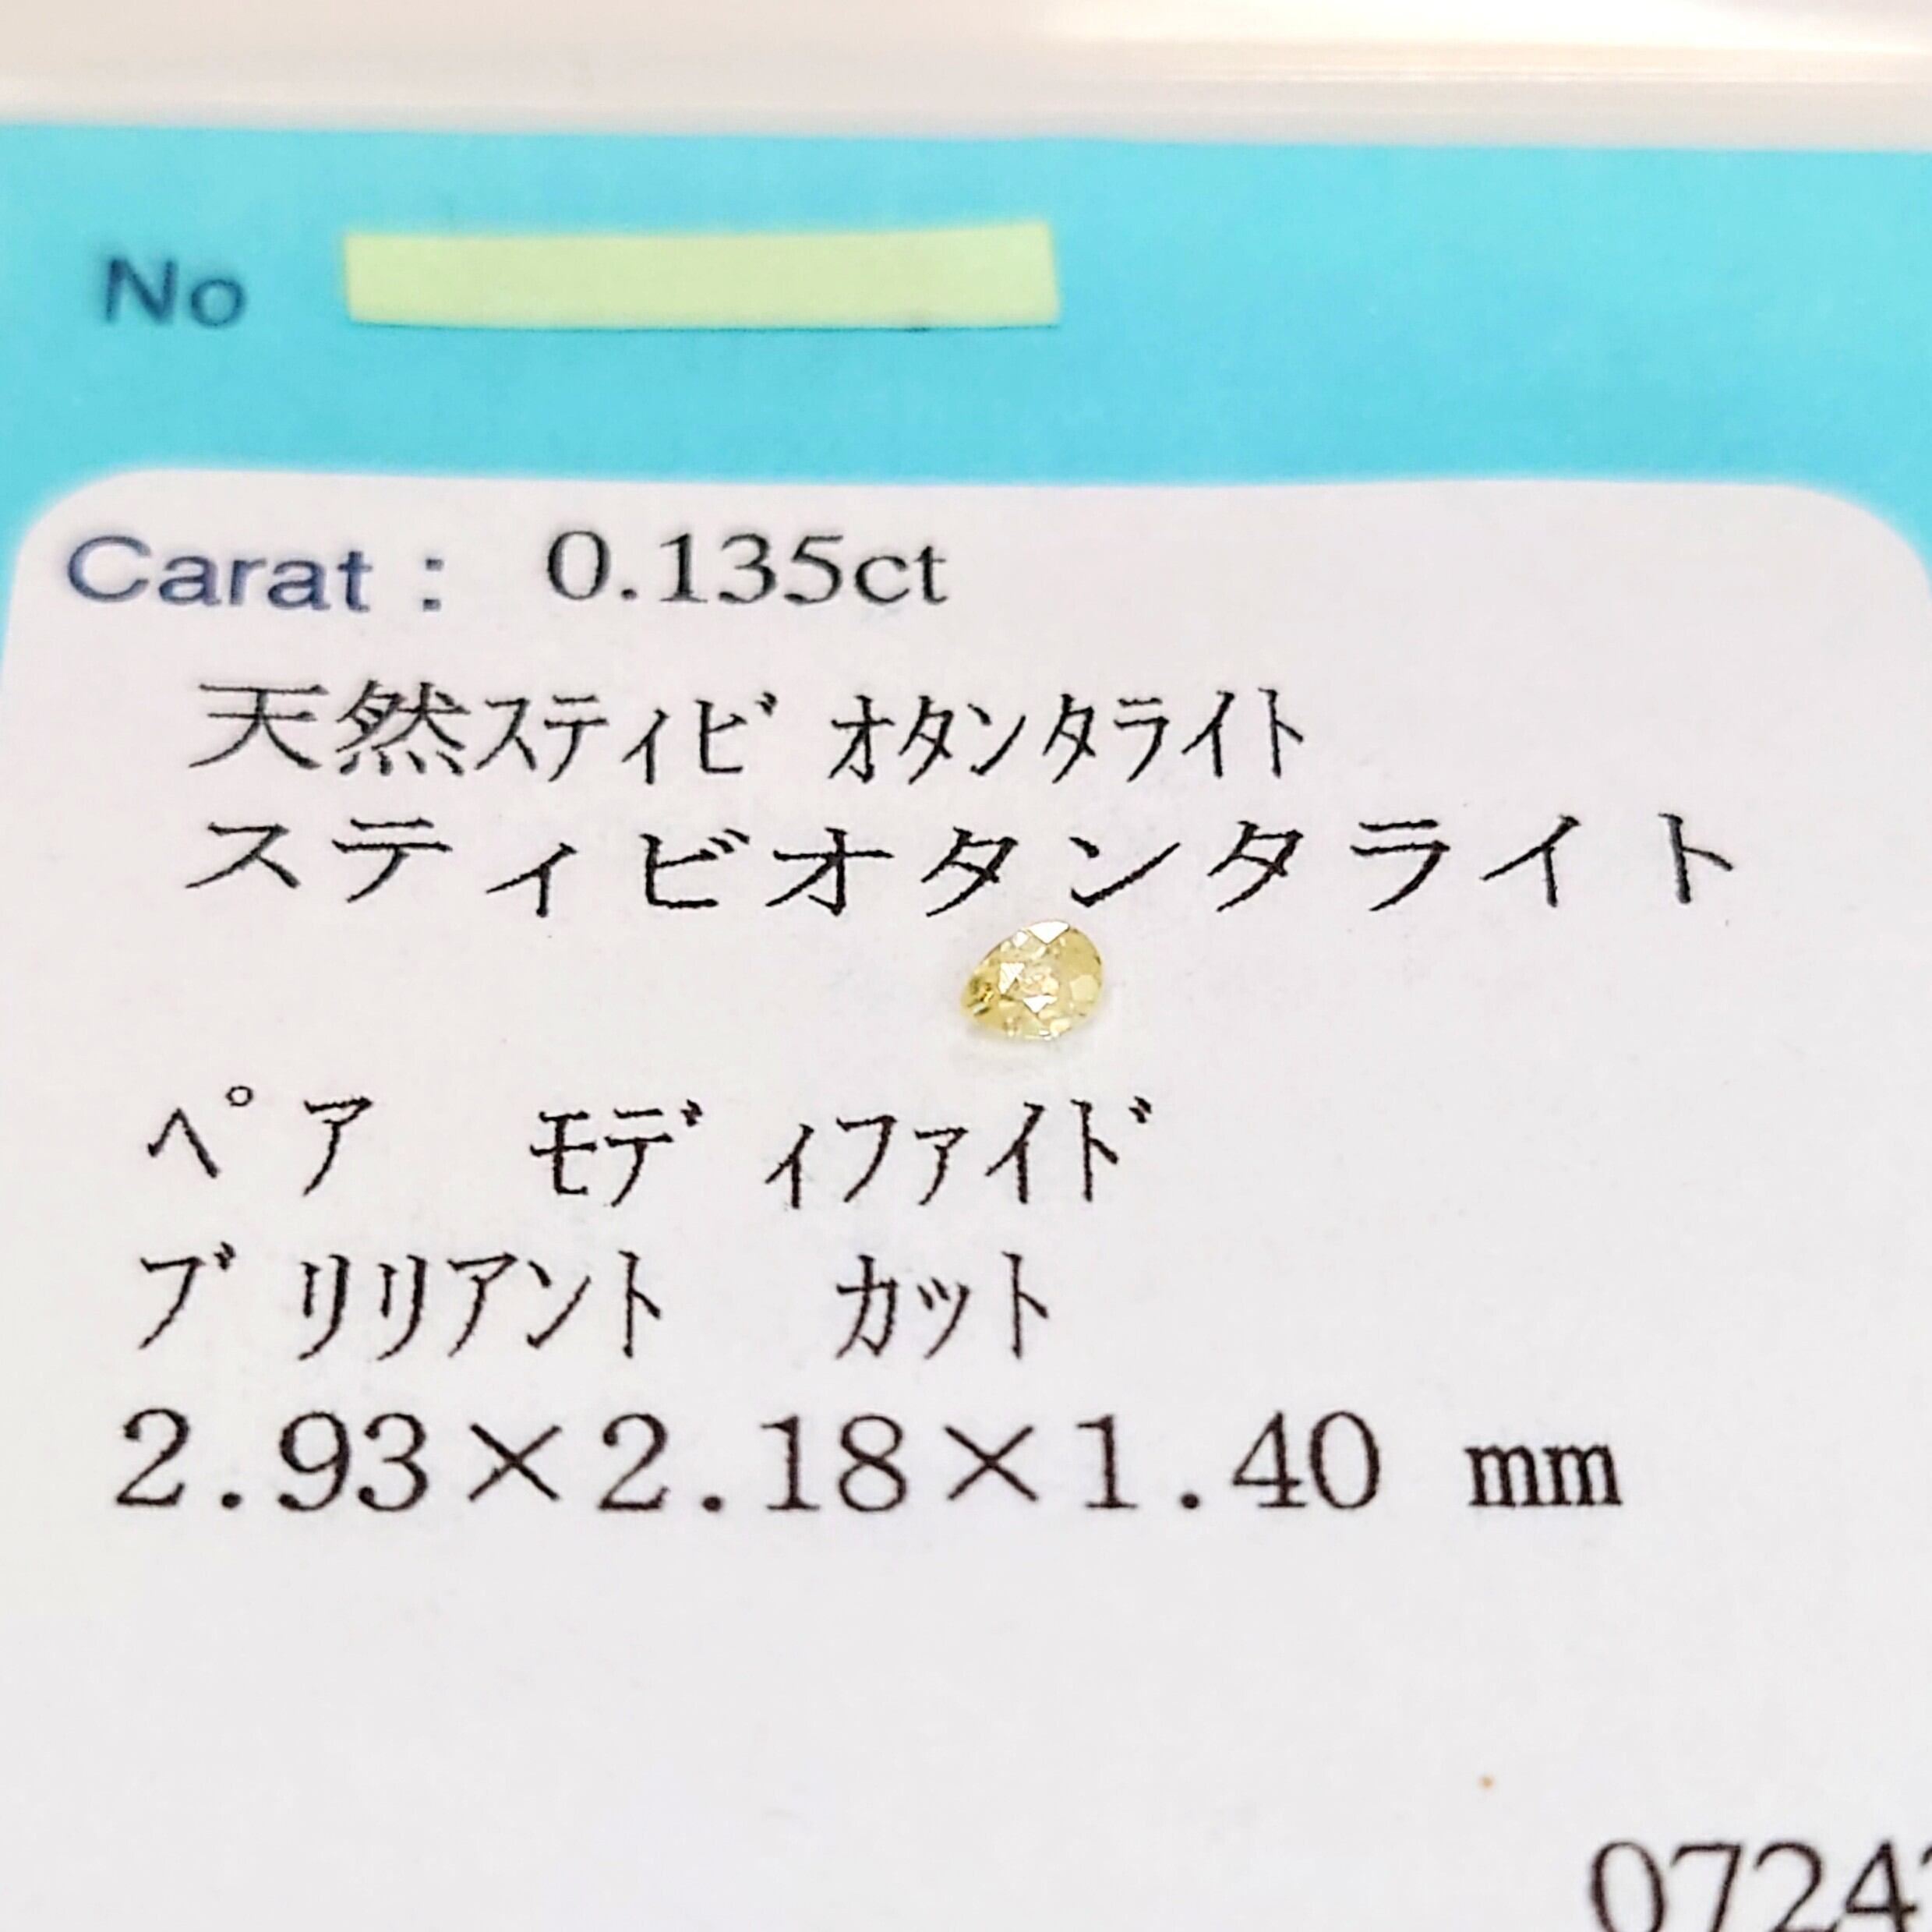 No
Carat : 0.135ct
天然ｽﾃｨﾋﾞｵﾀﾝﾀﾗｲﾄ
スティビオタンタライト
ﾍﾟｱ ﾓﾃﾞｨﾌｧｲﾄﾞ
ﾌﾞﾘﾘｱﾝﾄ ｶｯﾄ
2.93×2.18×1.40 mm
0724